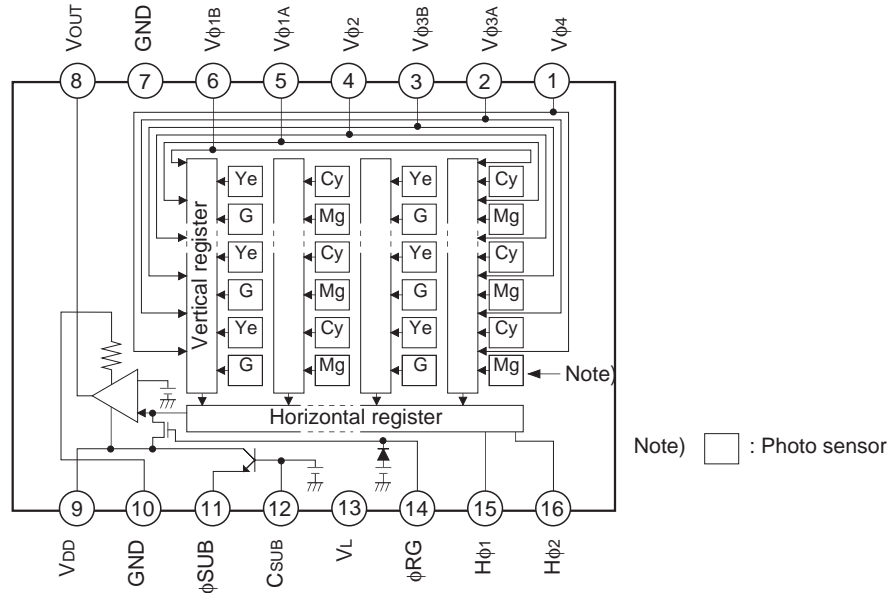 VOUT GND Vϕ1B Vϕ1A Vϕ2 Vϕ3B Vϕ3A Vϕ4
8 7 6 5 4 3 2 1
Vertical register
Ye Cy Ye Cy
G Mg G Mg
Ye Cy Ye Cy
G Mg G Mg
Ye Cy Ye Cy
G Mg G Mg
Note)
Horizontal register
Note) : Photo sensor
9 10 11 12 13 14 15 16
VDD GND ϕSUB CSUB VL ϕRG Hϕ1 Hϕ2